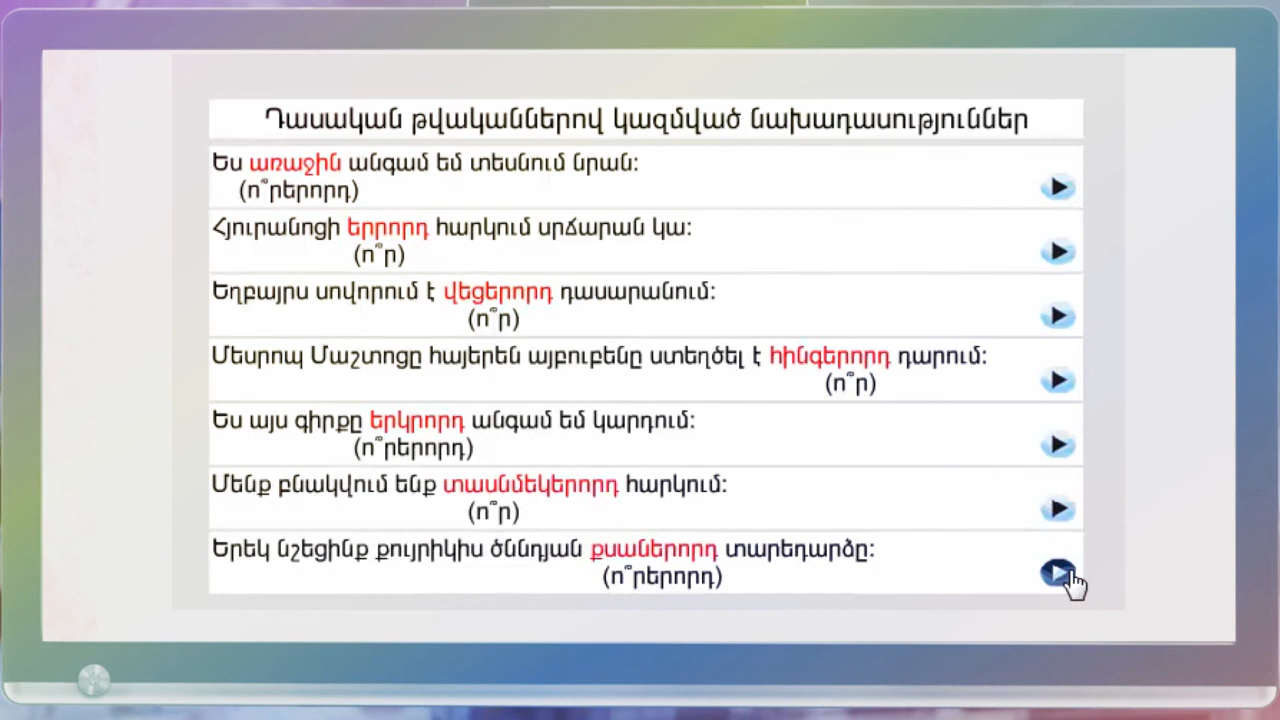 Դասական թվականներով կազմված նախադասություններ
Ես առաջին անգամ եմ տեսնում նրան:
(ո՞րերորդ)
Հյուրանոցի երրորդ հարկում սրճարան կա:
(ո՞ր)
Եղբայրս սովորում է վեցերորդ դասարանում:
(ո՞ր)
Մեսրոպ Մաշտոցը հայերեն այբուբենը ստեղծել է հինգերորդ դարում:
(ո՞ր)
Ես այս գիրքը երկրորդ անգամ եմ կարդում:
(ո՞րերորդ)
Մենք բնակվում ենք տասնմեկերորդ հարկում:
(ո՞ր)
Երեկ նշեցինք քույրիկիս ծննդյան քսաներորդ տարեդարձը:
(ո՞րերորդ)